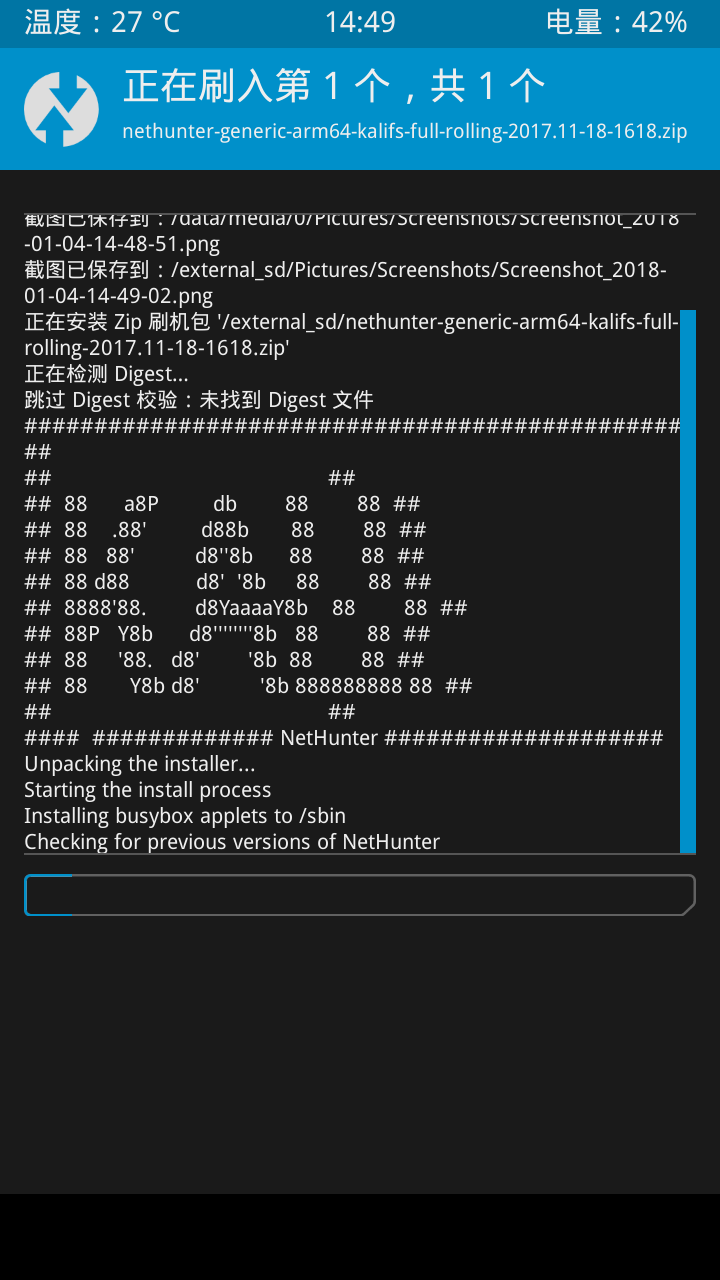 温度：27 °C 14:49 电量：42%
正在刷入第 1 个，共 1 个
nethunter-generic-arm64-kalifs-full-rolling-2017.11-18-1618.zip
截图已保存到：/data/media/0/Pictures/Screenshots/Screenshot_2018
-01-04-14-48-51.png
截图已保存到：/external_sd/Pictures/Screenshots/Screenshot_2018-
01-04-14-49-02.png
正在安装 Zip 刷机包 '/external_sd/nethunter-generic-arm64-kalifs-full-
rolling-2017.11-18-1618.zip'
正在检测 Digest...
跳过 Digest 校验：未找到 Digest 文件
###############################################
##
##                                              ##
##  88      a8P         db        88        88  ##
##  88    .88'         d88b       88        88  ##
##  88   88'          d8''8b      88        88  ##
##  88 d88           d8'  '8b     88        88  ##
##  8888'88.        d8YaaaaY8b    88        88  ##
##  88P   Y8b      d8''''''''8b   88        88  ##
##  88     '88.   d8'        '8b  88        88  ##
##  88       Y8b d8'          '8b 888888888 88  ##
##                                              ##
####  ############# NetHunter ####################
Unpacking the installer...
Starting the install process
Installing busybox applets to /sbin
Checking for previous versions of NetHunter